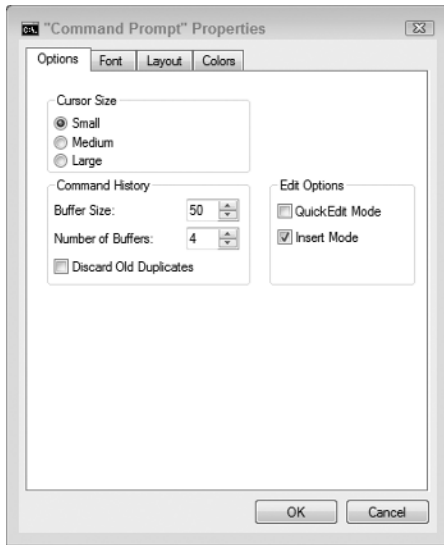 "Command Prompt" Properties
Options Font Layout Colors
Cursor Size
Small
Medium
Large
Command History
Buffer Size: 50
Number of Buffers: 4
Discard Old Duplicates
Edit Options
QuickEdit Mode
Insert Mode
OK Cancel